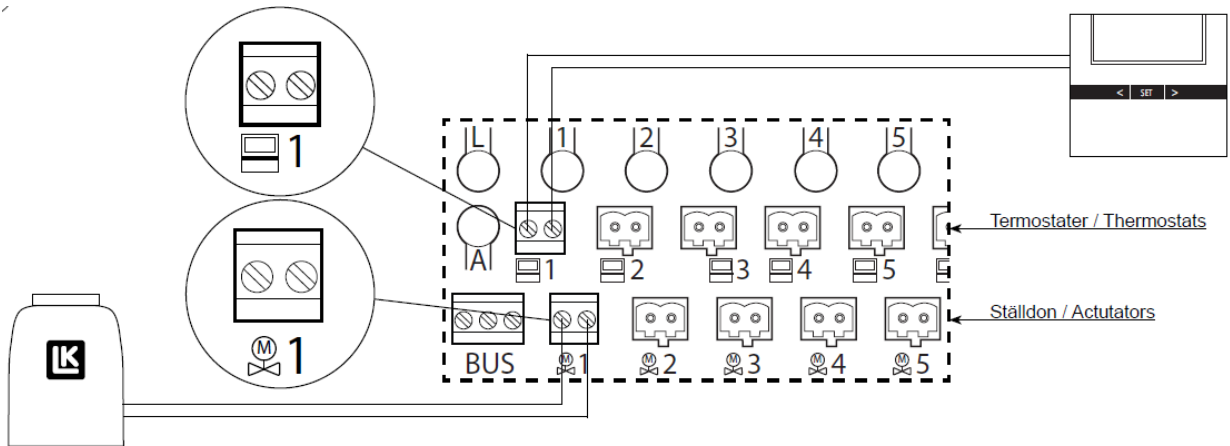 < SET >
1
L 1 2 3 4 5
Termostater / Thermostats
A
1 2 3 4 5
Ställdon / Actutators
BUS M 1 M 2 M 3 M 4 M 5
M 1
LK